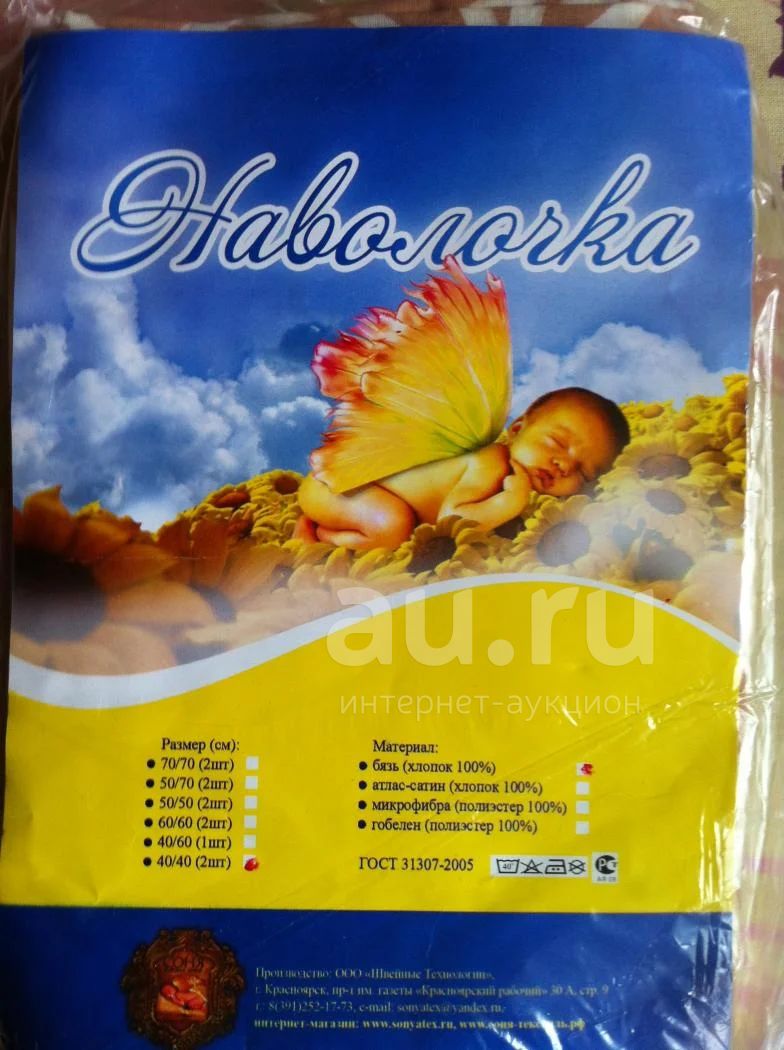 Наволочка
au.ru
интернет-аукцион
Размер (см):
• 70/70 (2шт)
• 50/70 (2шт)
• 50/50 (2шт)
• 60/60 (2шт)
• 40/60 (1шт)
• 40/40 (2шт)
Материал:
• бязь (хлопок 100%)
• атлас-сатин (хлопок 100%)
• микрофибра (полиэстер 100%)
• гобелен (полиэстер 100%)
ГОСТ 31307-2005
40°
СОНЯ
Производство: ООО «Швейные Технологии»,
г. Красноярск, пр-т им. газеты «Красноярский рабочий» 30 А, стр. 9
т.: 8(391)252-17-73, e-mail: sonyatex@yandex.ru,
интернет-магазин: www.sonyatex.ru, www.соня-текстиль.рф